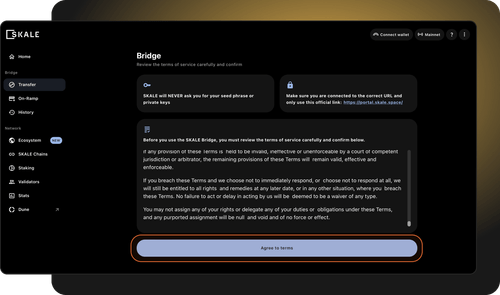 SKALE
Connect wallet
Mainnet
?
Home
Bridge
Transfer
On-Ramp
History
Network
Ecosystem NEW
SKALE Chains
Staking
Validators
Stats
Dune
Bridge
Review the terms of service carefully and confirm
SKALE will NEVER ask you for your seed phrase or
private keys
Make sure you are connected to the correct URL and
only use this official link: https://portal.skale.space/
Before you use the SKALE Bridge, you must review the terms of service carefully and confirm below.
If any provision of these Terms is held to be invalid, ineffective or unenforceable by a court of competent
jurisdiction or arbitrator, the remaining provisions of these Terms will remain valid, effective and
enforceable.
If you breach these Terms and we choose not to immediately respond, or choose not to respond at all, we
will still be entitled to all rights and remedies at any later date, or in any other situation, where you breach
these Terms. No failure to act or delay in acting by us will be deemed to be a waiver of any type.
You may not assign any of your rights or delegate any of your duties or obligations under these Terms,
and any purported assignment will be null and void and of no force or effect.
Agree to terms